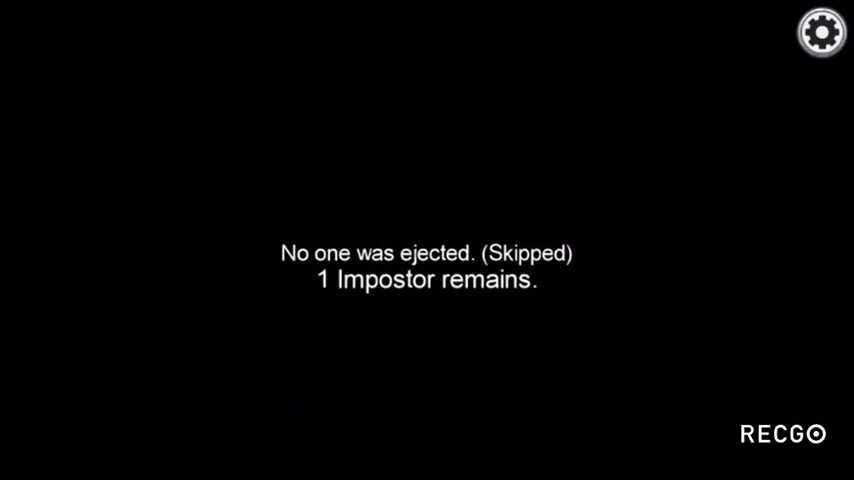 No one was ejected. (Skipped)
1 Impostor remains.
RECGO